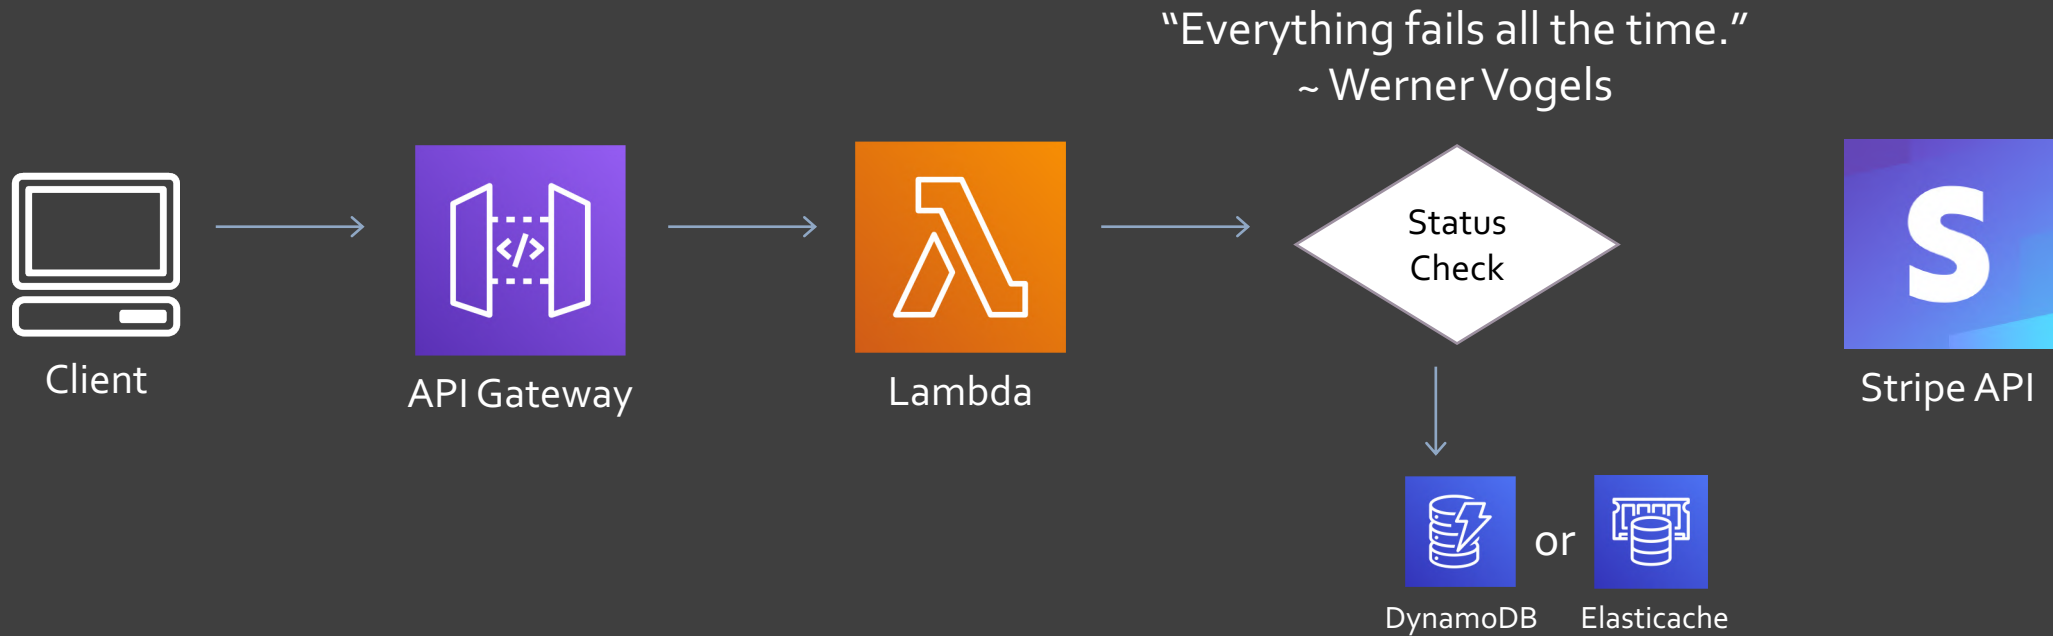 “Everything fails all the time.”
~ Werner Vogels
</>
Status
Check
S
Client
API Gateway
Lambda
Stripe API
or
DynamoDB
Elasticache